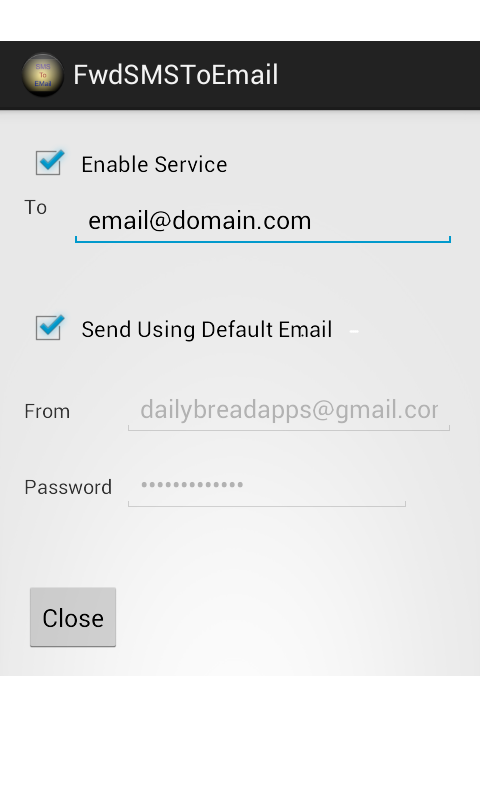 SMS
To
EMail
FwdSMSToEmail
Enable Service
To
email@domain.com
Send Using Default Email
From
dailybreadapps@gmail.cor
Password
•••••••••••••
Close